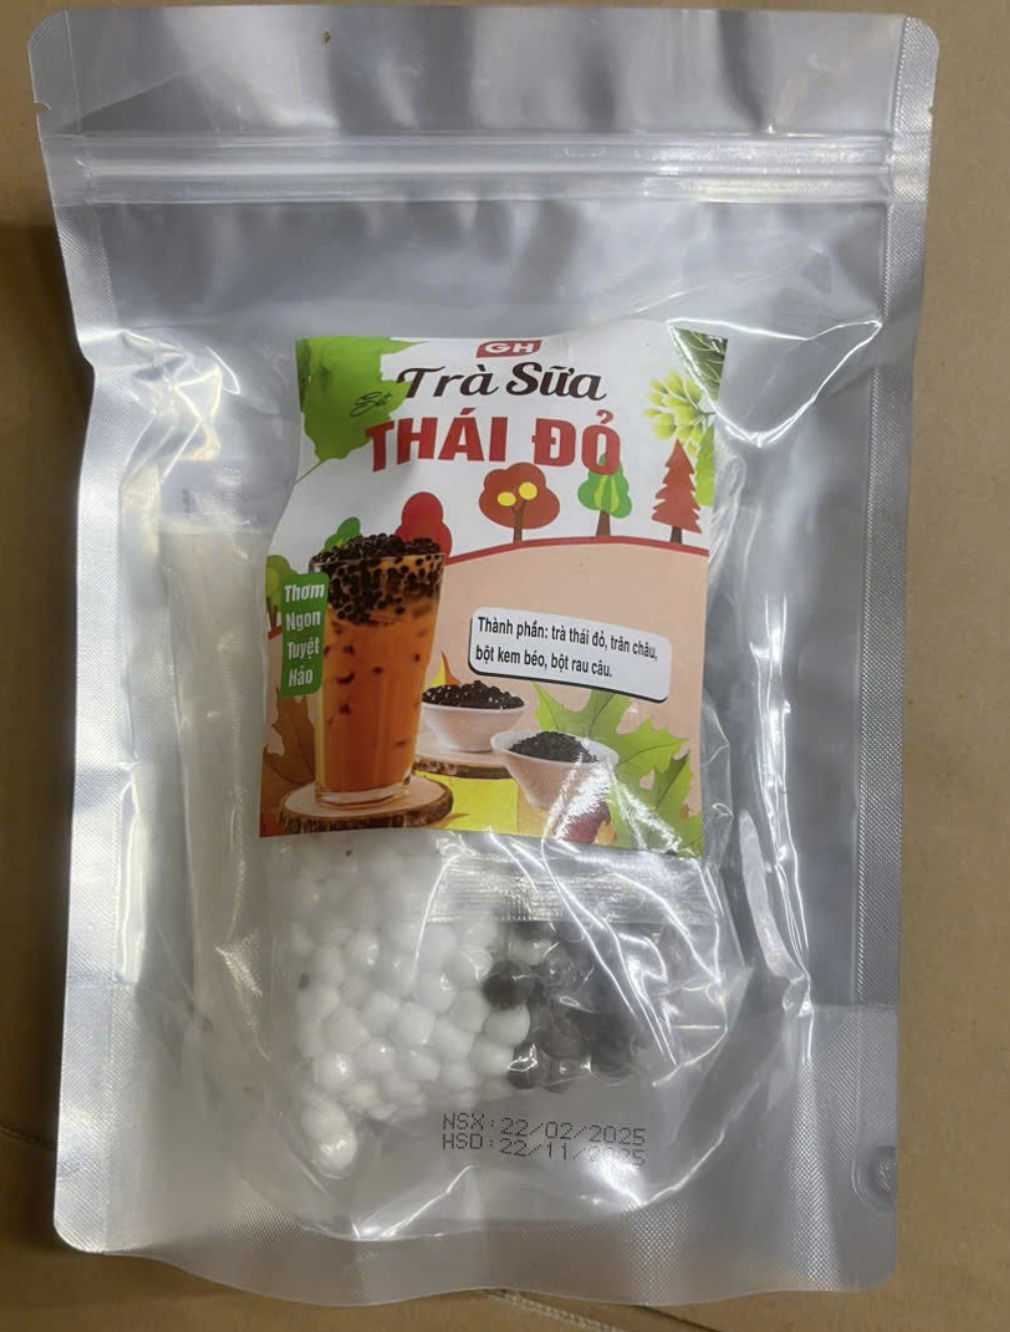 GH
Set Trà Sữa
THÁI ĐỎ
Thơm
Ngon
Tuyệt
Hảo
Thành phần: trà thái đỏ, trân châu,
bột kem béo, bột rau câu.
NSX:22/02/2025
HSD:22/11/2025